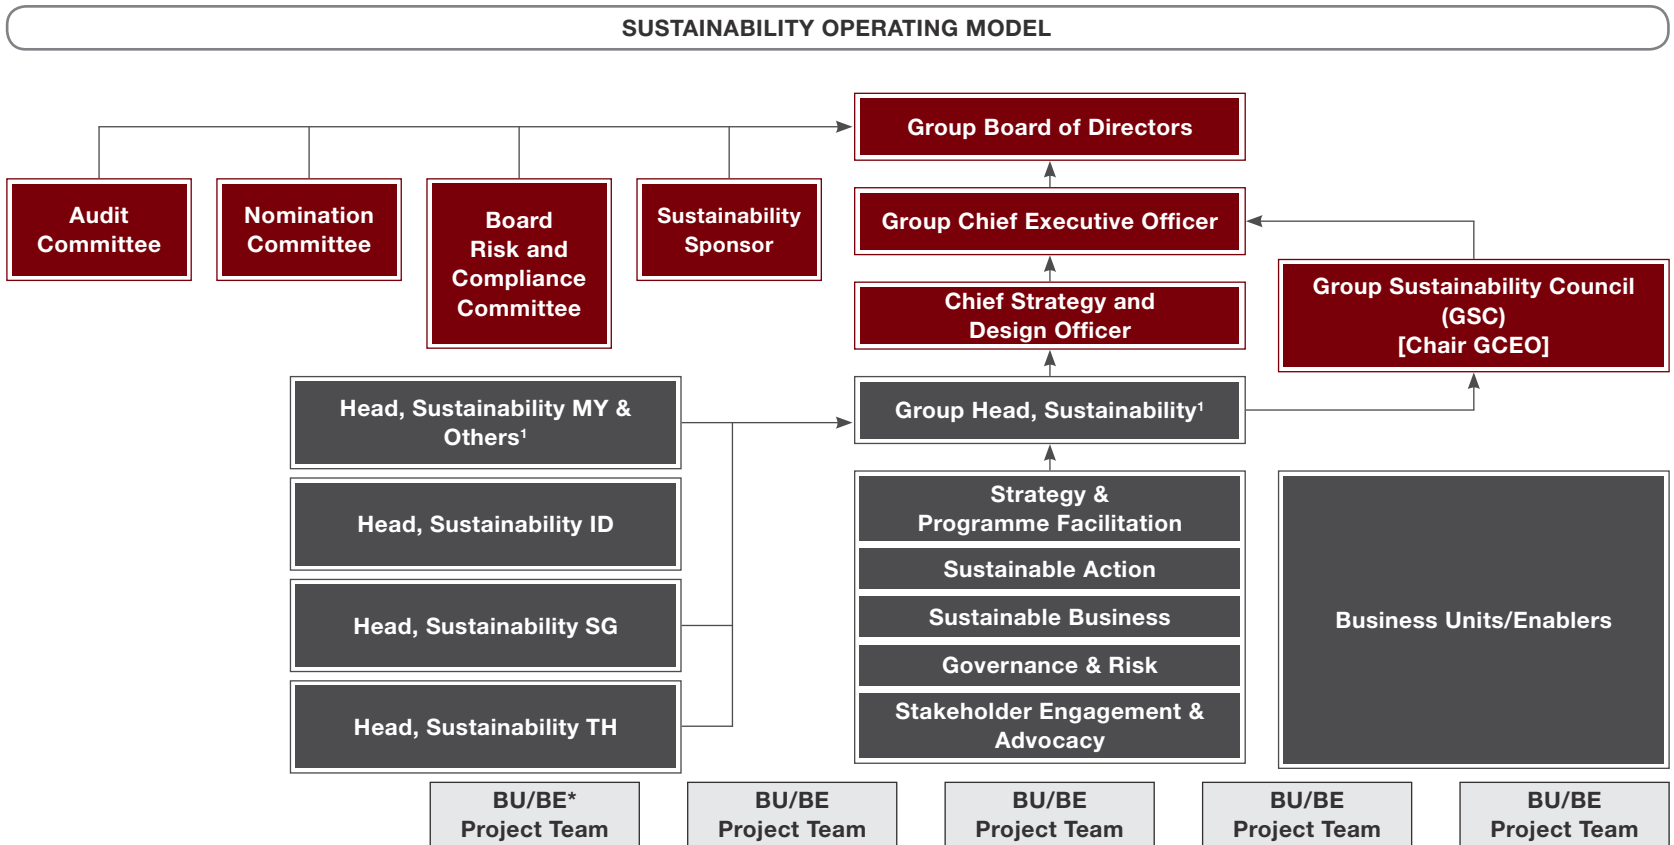 SUSTAINABILITY OPERATING MODEL
Group Board of Directors
Audit
Committee
Nomination
Committee
Board
Risk and
Compliance
Committee
Sustainability
Sponsor
Group Chief Executive Officer
Chief Strategy and
Design Officer
Group Sustainability Council
(GSC)
[Chair GCEO]
Head, Sustainability MY &
Others¹
Group Head, Sustainability¹
Head, Sustainability ID
Head, Sustainability SG
Head, Sustainability TH
Strategy &
Programme Facilitation
Sustainable Action
Sustainable Business
Governance & Risk
Stakeholder Engagement &
Advocacy
Business Units/Enablers
BU/BE*
Project Team
BU/BE
Project Team
BU/BE
Project Team
BU/BE
Project Team
BU/BE
Project Team